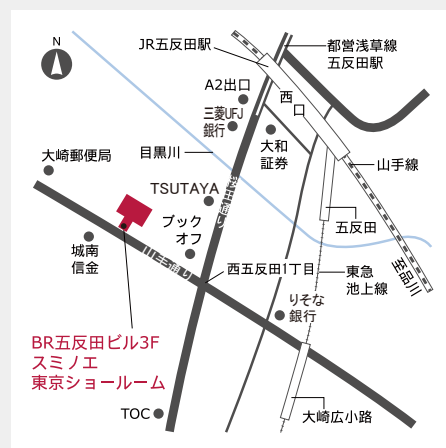 N
JR五反田駅
都営浅草線
五反田駅
A2出口
西
口
三菱UFJ
銀行
大和
証券
大崎郵便局
目黒川
山手線
TSUTAYA
桜田通り
五反田
ブック
オフ
城南
信金
山手通り
西五反田1丁目
東急
池上線
至品川
りそな
銀行
BR五反田ビル3F
スミノエ
東京ショールーム
TOC
大崎広小路